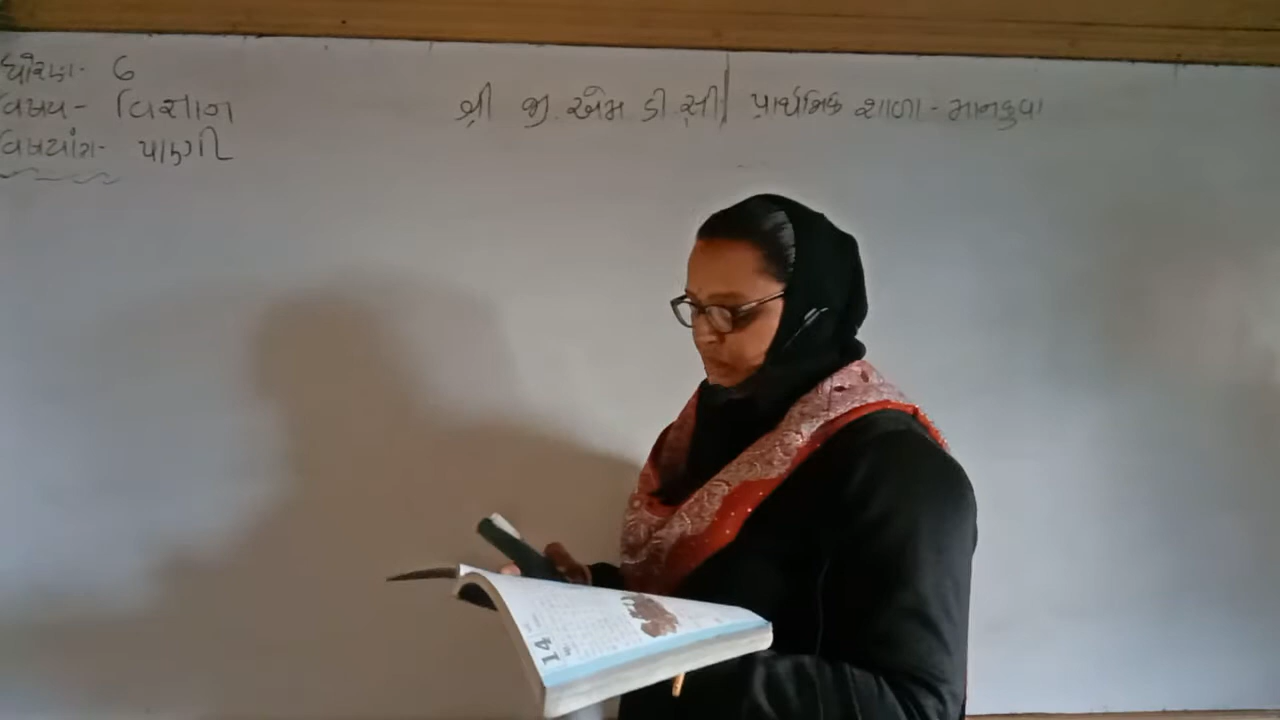 ધોરણ- 6
વિષય- વિજ્ઞાન
વિષયાંગ- પાણી
શ્રી જી. એમ ડી. સી પ્રાથમિક શાળા - માનકુવા
14